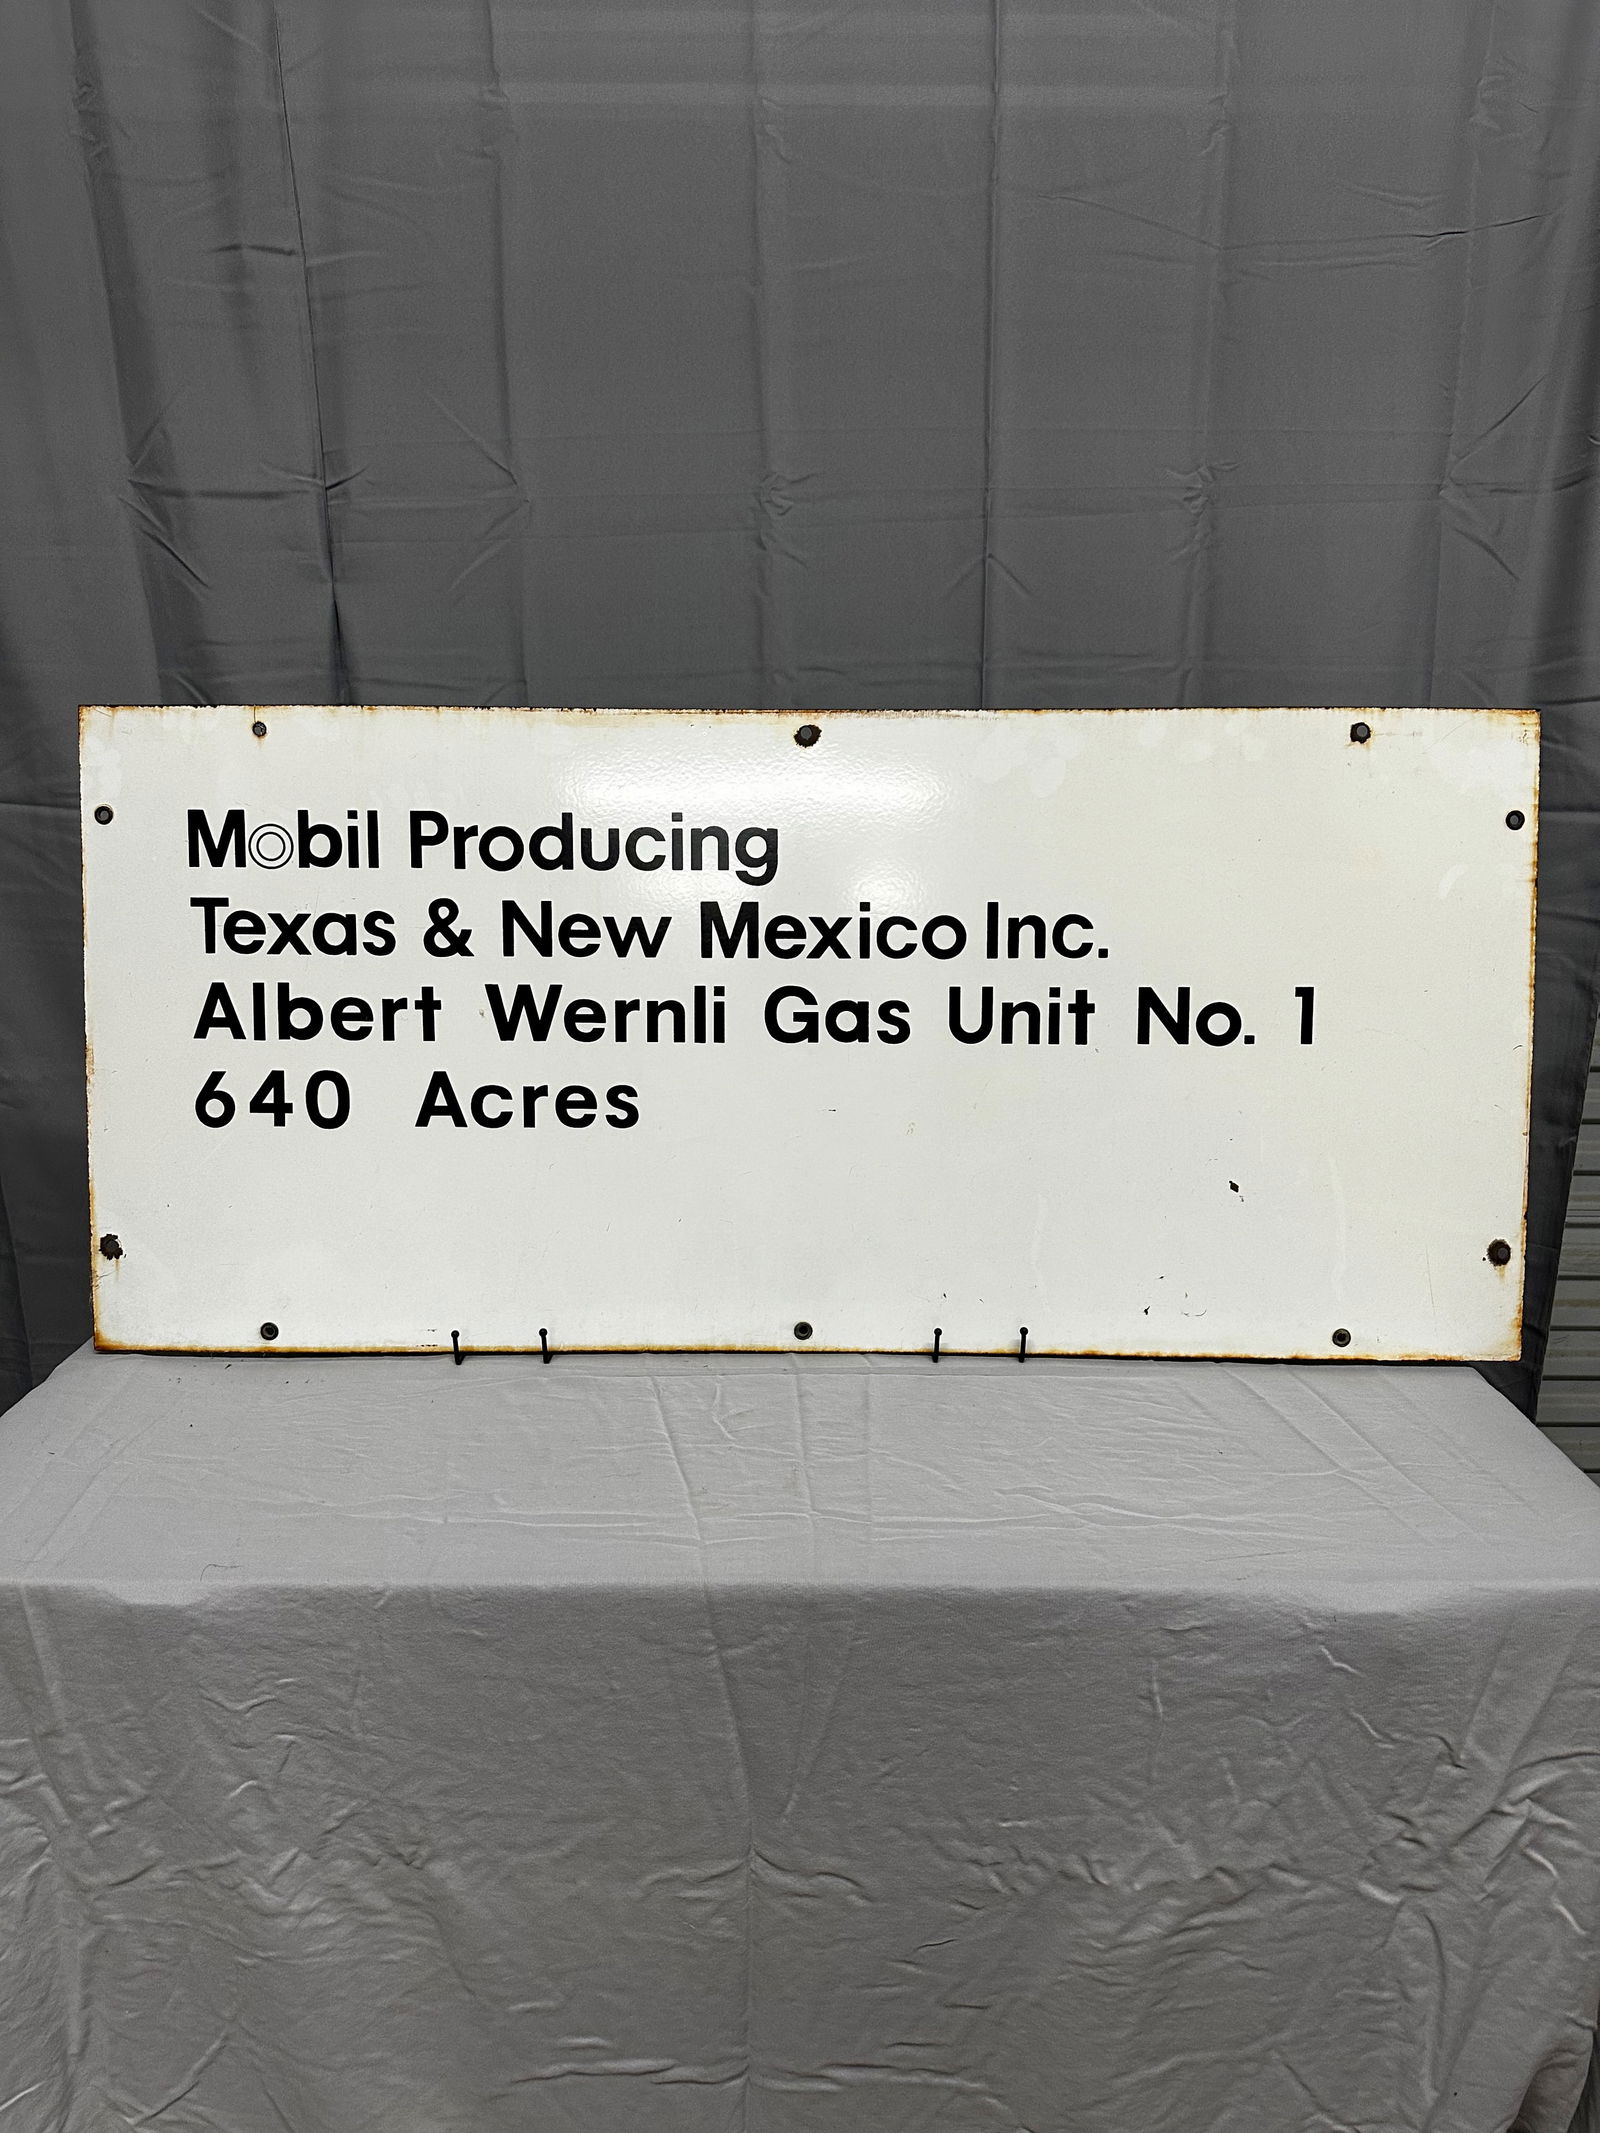 Mobil Producing
Texas & New Mexico Inc.
Albert Wernli Gas Unit No. 1
640 Acres